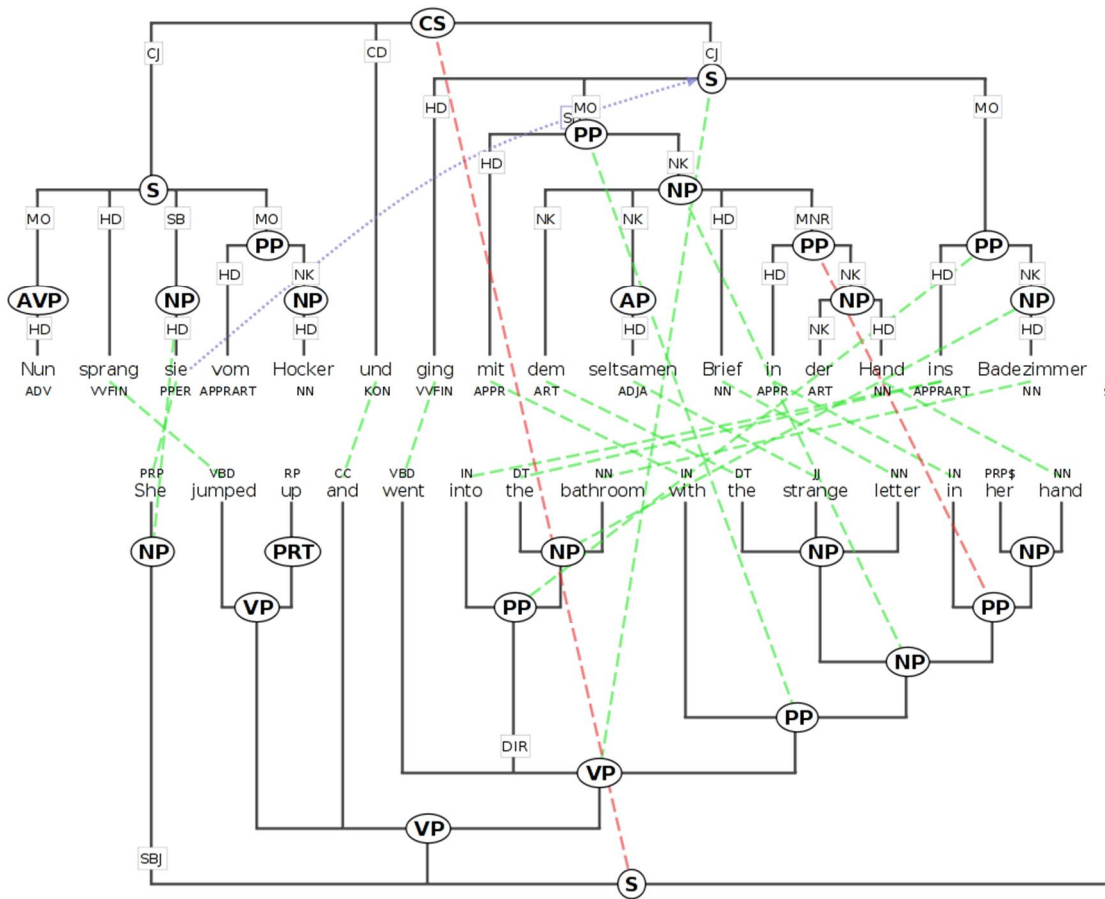 CS
CJ CD CJ
S
HD MO MO
PP
HD NK
S NP
MO HD SB MO NK NK HD MNR
PP PP PP
HD NK HD NK HD NK
AVP NP NP AP NP NP
HD HD HD HD NK HD HD
Nun sprang sie vom Hocker und ging mit dem seltsamen Brief in der Hand ins Badezimmer
ADV VVFIN PPER APPRART NN KON VVFIN APPR ART ADJA NN APPR ART NN APPRART NN
PRP VBD RP CC VBD IN DT NN IN DT JJ NN IN PRP$ NN
She jumped up and went into the bathroom with the strange letter in her hand
NP PRT NP NP NP
VP PP PP
NP
PP
DIR
VP
VP
SBJ
S